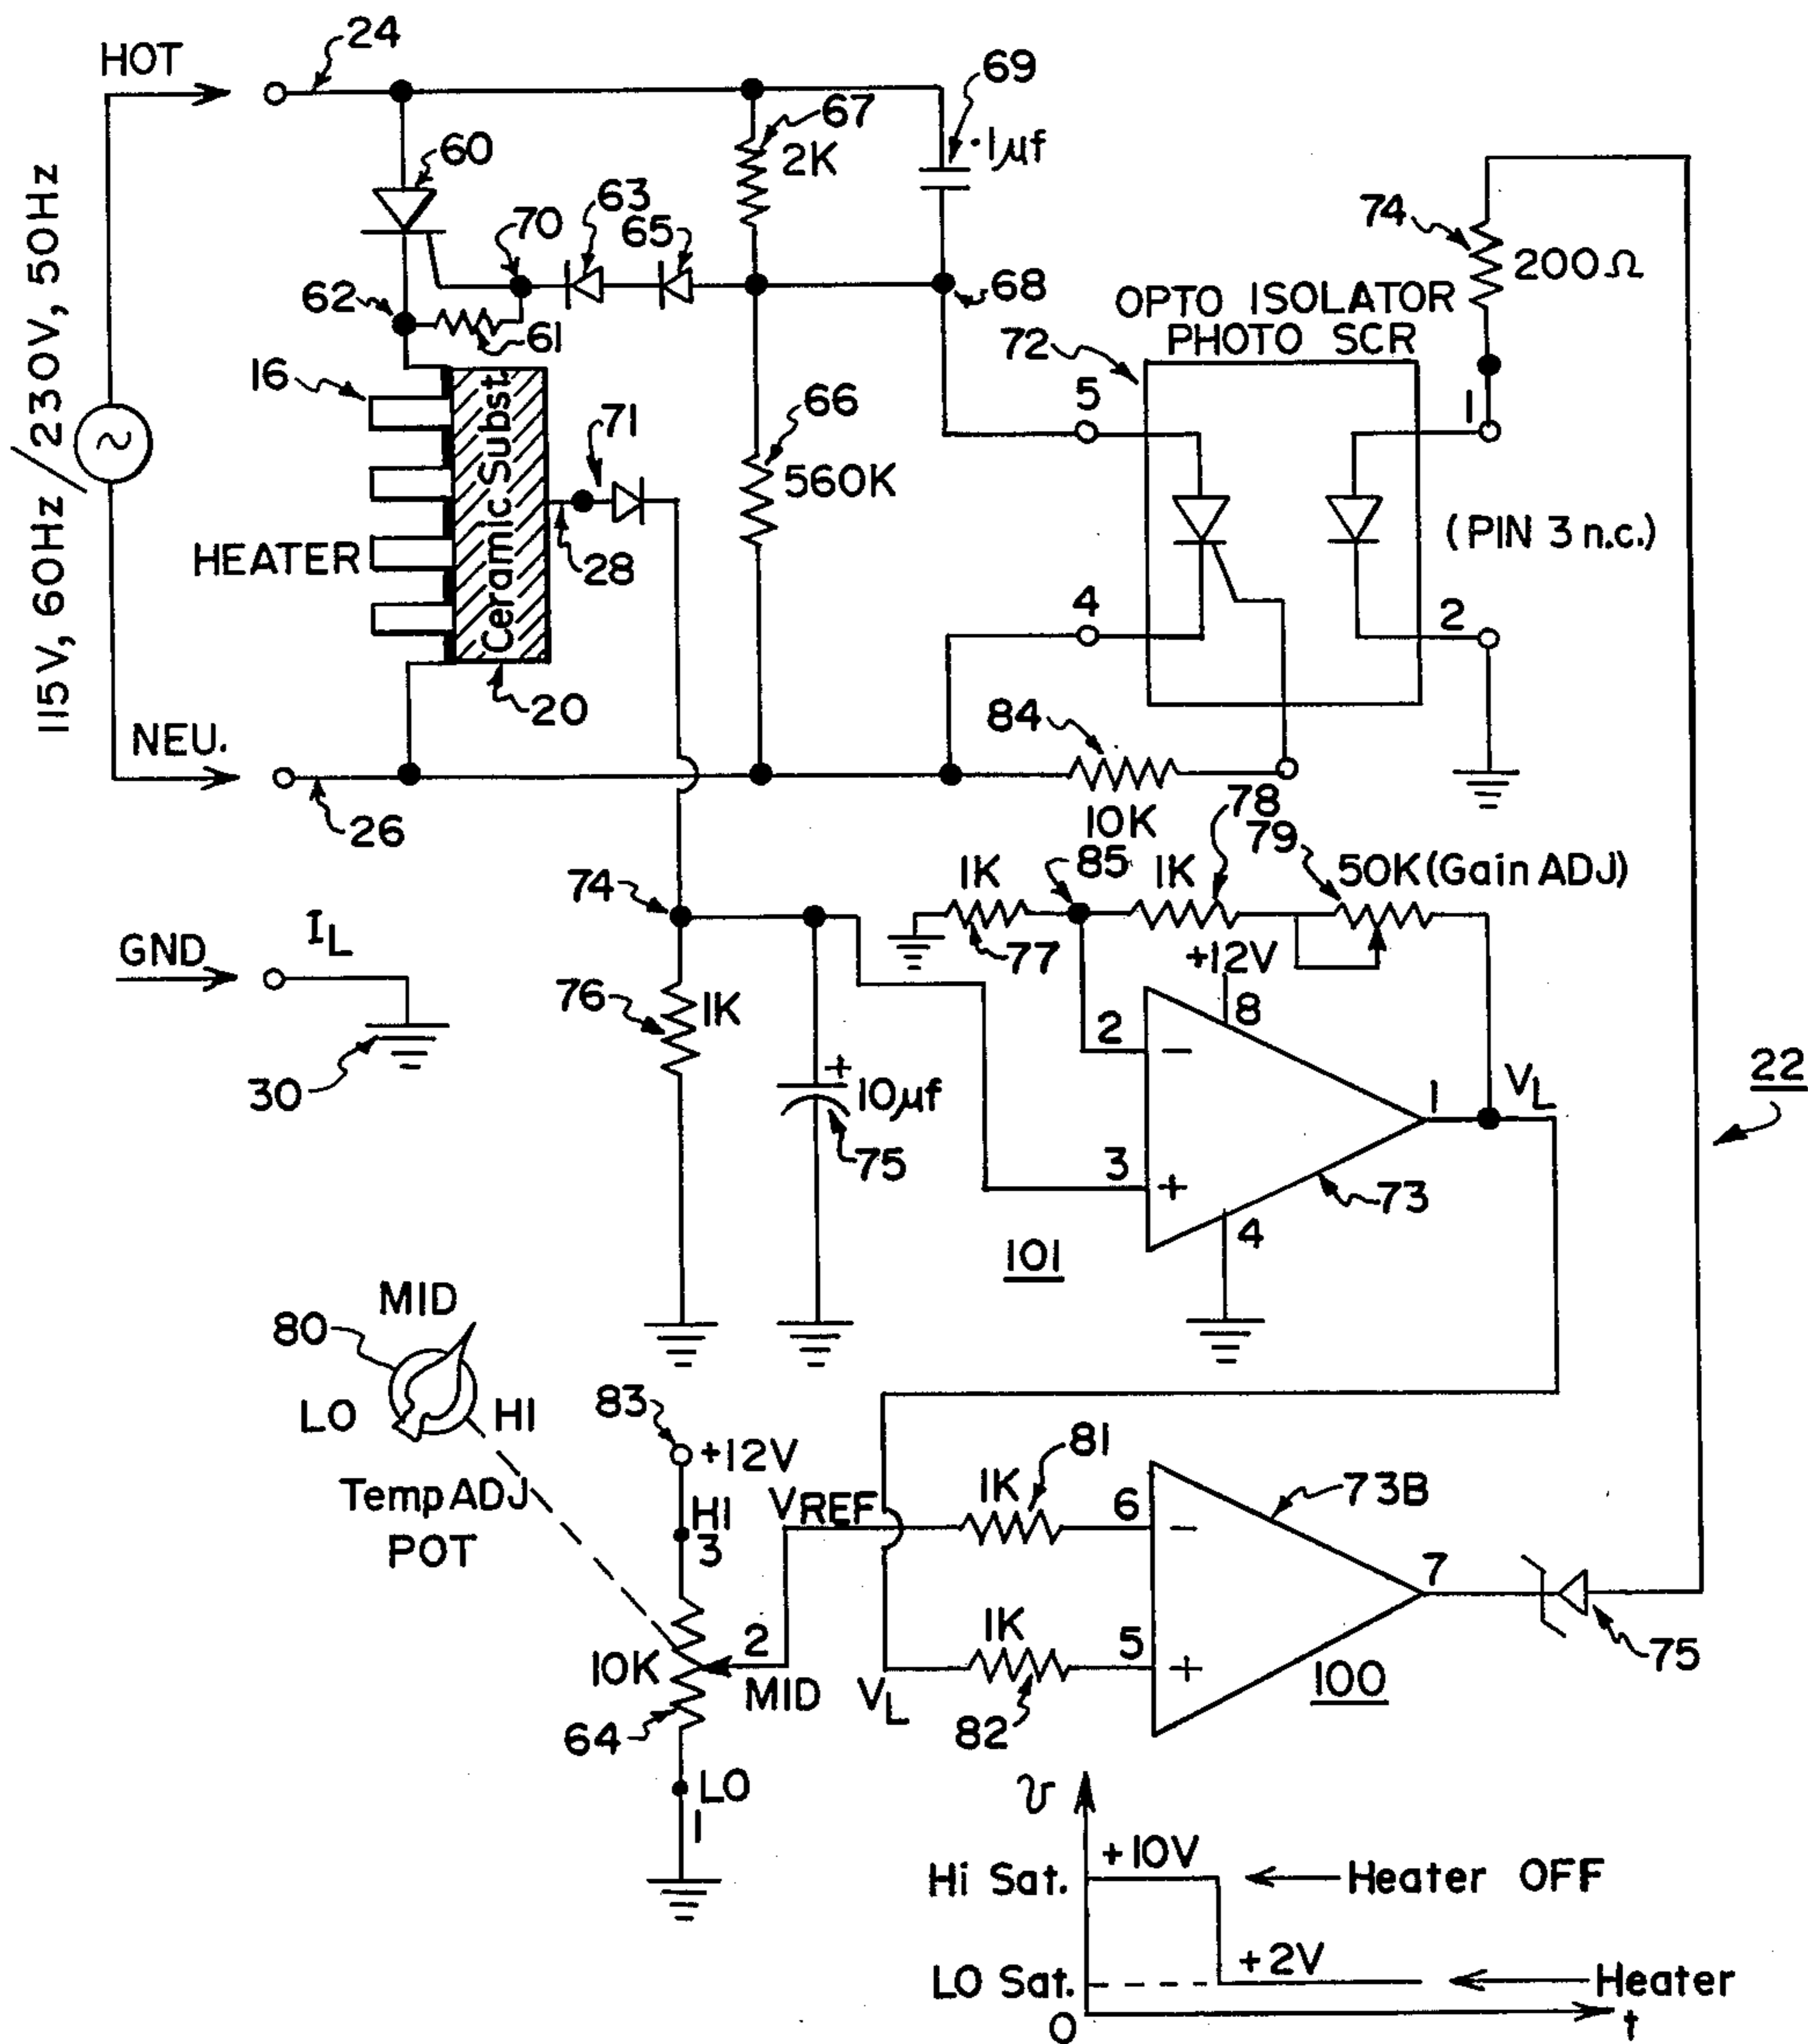 HOT
24
69
.1µf
67
2K
60
63
65
70
74
200Ω
115V, 60Hz / 230V, 50Hz
62
61
68
OPTO ISOLATOR
PHOTO SCR
72
16
Ceramic Subst.
71
66
560K
5
1
HEATER
28
(PIN 3 n.c.)
4
2
20
84
NEU.
26
10K
78
85
79
74
1K
1K
50K (Gain ADJ)
GND
IL
77
+12V
8
76
1K
2
30
+
10µf
75
−
1
VL
22
3
+
73
4
101
MID
80
LO
HI
83
+12V
Temp ADJ
POT
HI
3
VREF
1K
81
6
−
73B
7
10K
2
MID
1K
5
+
75
64
VL
82
100
LO
1
v
+10V
Hi Sat.
Heater OFF
+2V
LO Sat.
Heater
0
t